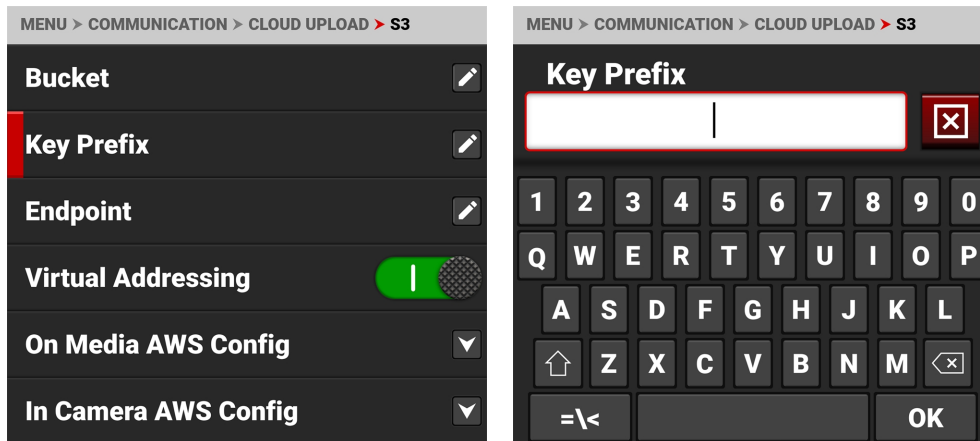 MENU > COMMUNICATION > CLOUD UPLOAD > S3
Bucket
Key Prefix
Endpoint
Virtual Addressing
On Media AWS Config
In Camera AWS Config
MENU > COMMUNICATION > CLOUD UPLOAD > S3
Key Prefix
1 2 3 4 5 6 7 8 9 0
Q W E R T Y U I O P
A S D F G H J K L
Z X C V B N M
=\< OK